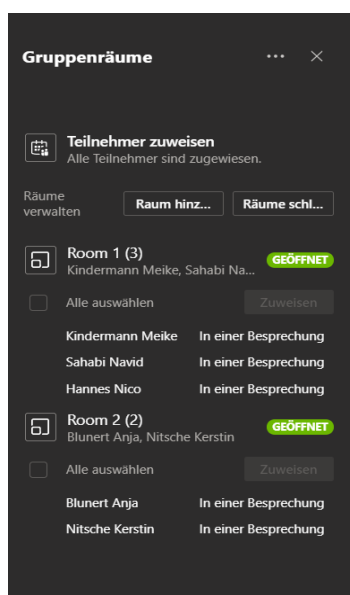 Gruppenräume
Teilnehmer zuweisen
Alle Teilnehmer sind zugewiesen.
Räume verwalten
Raum hinz...
Räume schl...
Room 1 (3)
Kindermann Meike, Sahabi Na...
GEÖFFNET
Alle auswählen
Zuweisen
Kindermann Meike In einer Besprechung
Sahabi Navid In einer Besprechung
Hannes Nico In einer Besprechung
Room 2 (2)
Blunert Anja, Nitsche Kerstin
GEÖFFNET
Alle auswählen
Zuweisen
Blunert Anja In einer Besprechung
Nitsche Kerstin In einer Besprechung